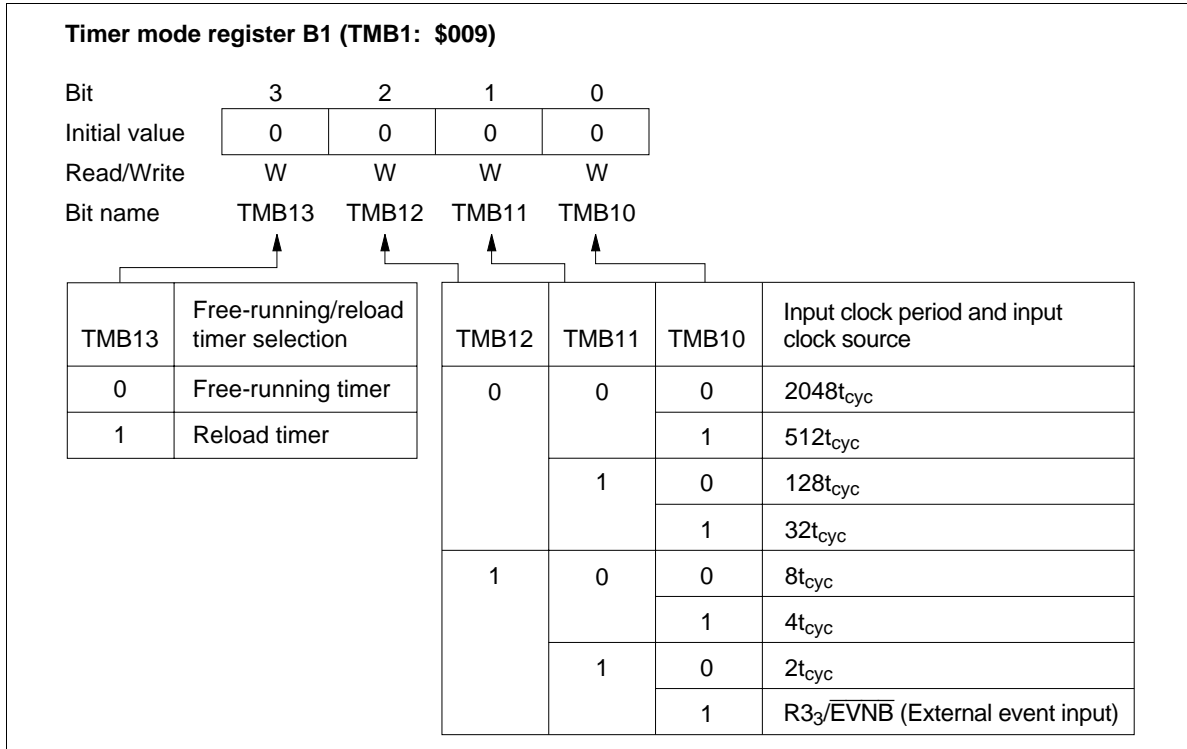 Timer mode register B1 (TMB1: $009)
Bit 3 2 1 0
Initial value 0 0 0 0
Read/Write W W W W
Bit name TMB13 TMB12 TMB11 TMB10
TMB13 Free-running/reload timer selection
0 Free-running timer
1 Reload timer
TMB12 TMB11 TMB10 Input clock period and input clock source
0 0 0 2048tcyc
1 512tcyc
1 0 128tcyc
1 32tcyc
1 0 0 8tcyc
1 4tcyc
1 0 2tcyc
1 R33/EVNB (External event input)